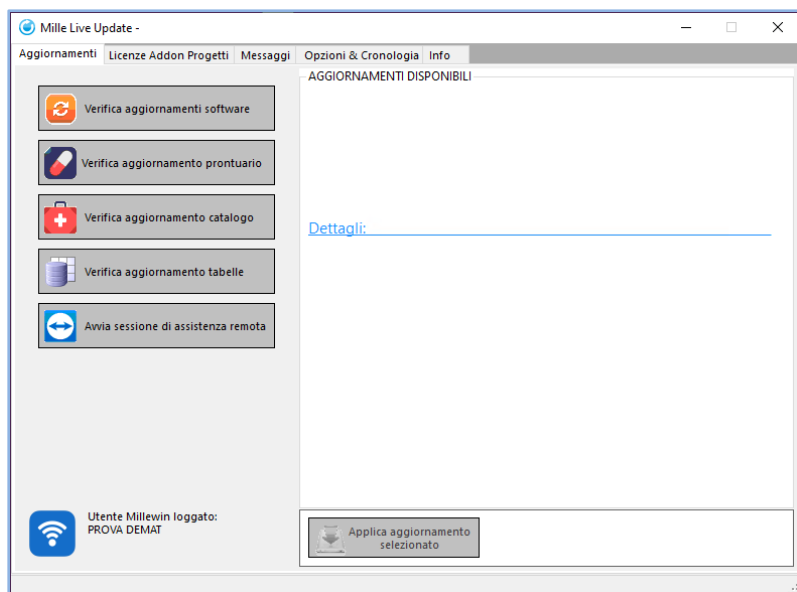 Mille Live Update -
Aggiornamenti Licenze Addon Progetti Messaggi Opzioni & Cronologia Info
Verifica aggiornamenti software
Verifica aggiornamento prontuario
Verifica aggiornamento catalogo
Verifica aggiornamento tabelle
Avvia sessione di assistenza remota
Utente Millewin loggato:
PROVA DEMAT
AGGIORNAMENTI DISPONIBILI
Dettagli:
Applica aggiornamento
selezionato